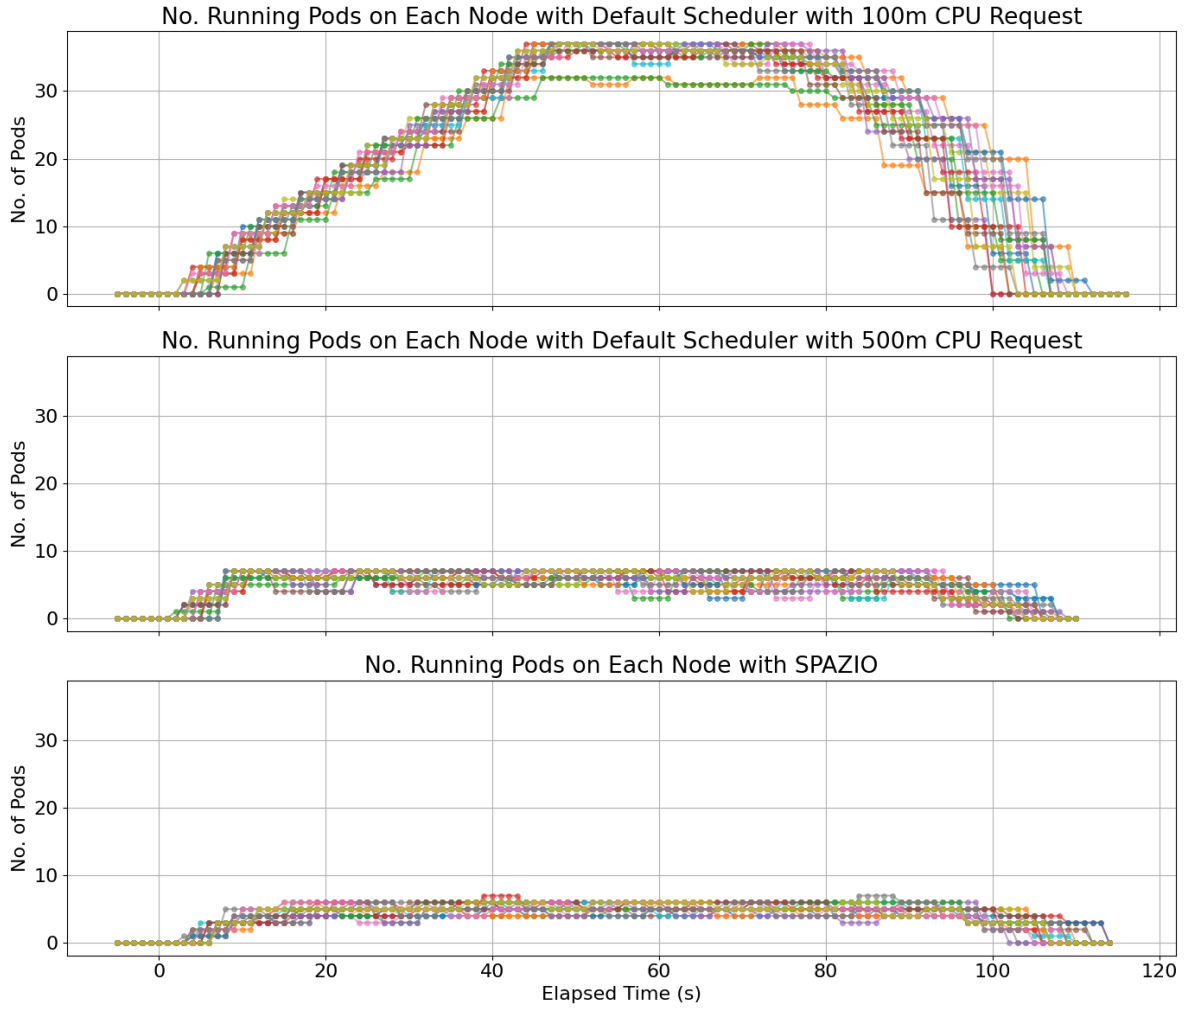 No. Running Pods on Each Node with Default Scheduler with 100m CPU Request
No. of Pods
30
20
10
0
No. Running Pods on Each Node with Default Scheduler with 500m CPU Request
No. of Pods
30
20
10
0
No. Running Pods on Each Node with SPAZIO
No. of Pods
30
20
10
0
0 20 40 60 80 100 120
Elapsed Time (s)